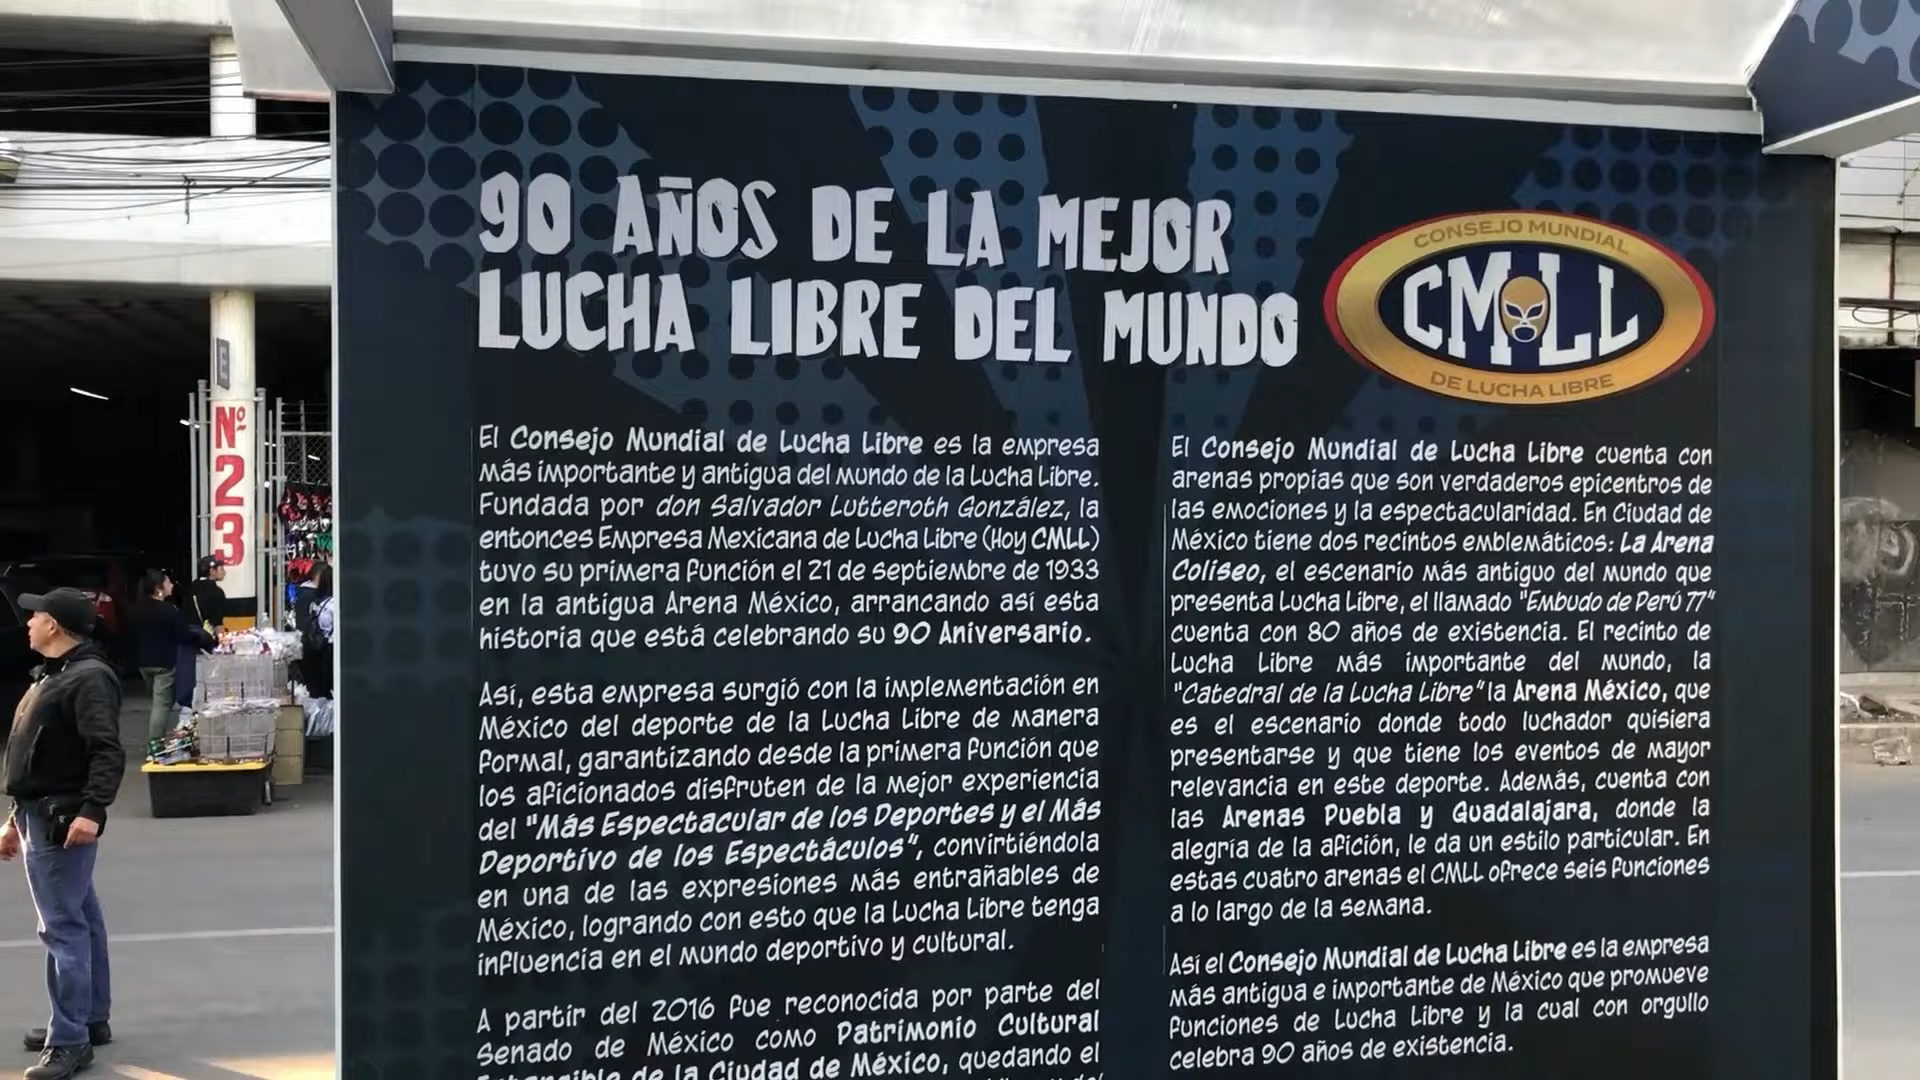 E
Nº
2
3
90 AÑOS DE LA MEJOR
LUCHA LIBRE DEL MUNDO
CONSEJO MUNDIAL
CMLL
DE LUCHA LIBRE
El Consejo Mundial de Lucha Libre es la empresa
más importante y antigua del mundo de la Lucha Libre.
Fundada por don Salvador Lutteroth González, la
entonces Empresa Mexicana de Lucha Libre (Hoy CMLL)
tuvo su primera función el 21 de septiembre de 1933
en la antigua Arena México, arrancando así esta
historia que está celebrando su 90 Aniversario.
Así, esta empresa surgió con la implementación en
México del deporte de la Lucha Libre de manera
formal, garantizando desde la primera función que
los aficionados disfruten de la mejor experiencia
del "Más Espectacular de los Deportes y el Más
Deportivo de los Espectáculos", convirtiéndola
en una de las expresiones más entrañables de
México, logrando con esto que la Lucha Libre tenga
influencia en el mundo deportivo y cultural.
A partir del 2016 fue reconocida por parte del
Senado de México como Patrimonio Cultural
Intangible de la Ciudad de México, quedando el
El Consejo Mundial de Lucha Libre cuenta con
arenas propias que son verdaderos epicentros de
las emociones y la espectacularidad. En Ciudad de
México tiene dos recintos emblemáticos: La Arena
Coliseo, el escenario más antiguo del mundo que
presenta Lucha Libre, el llamado "Embudo de Perú 77"
cuenta con 80 años de existencia. El recinto de
Lucha Libre más importante del mundo, la
"Catedral de la Lucha Libre" la Arena México, que
es el escenario donde todo luchador quisiera
presentarse y que tiene los eventos de mayor
relevancia en este deporte. Además, cuenta con
las Arenas Puebla y Guadalajara, donde la
alegría de la afición, le da un estilo particular. En
estas cuatro arenas el CMLL ofrece seis funciones
a lo largo de la semana.
Así el Consejo Mundial de Lucha Libre es la empresa
más antigua e importante de México que promueve
funciones de Lucha Libre y la cual con orgullo
celebra 90 años de existencia.